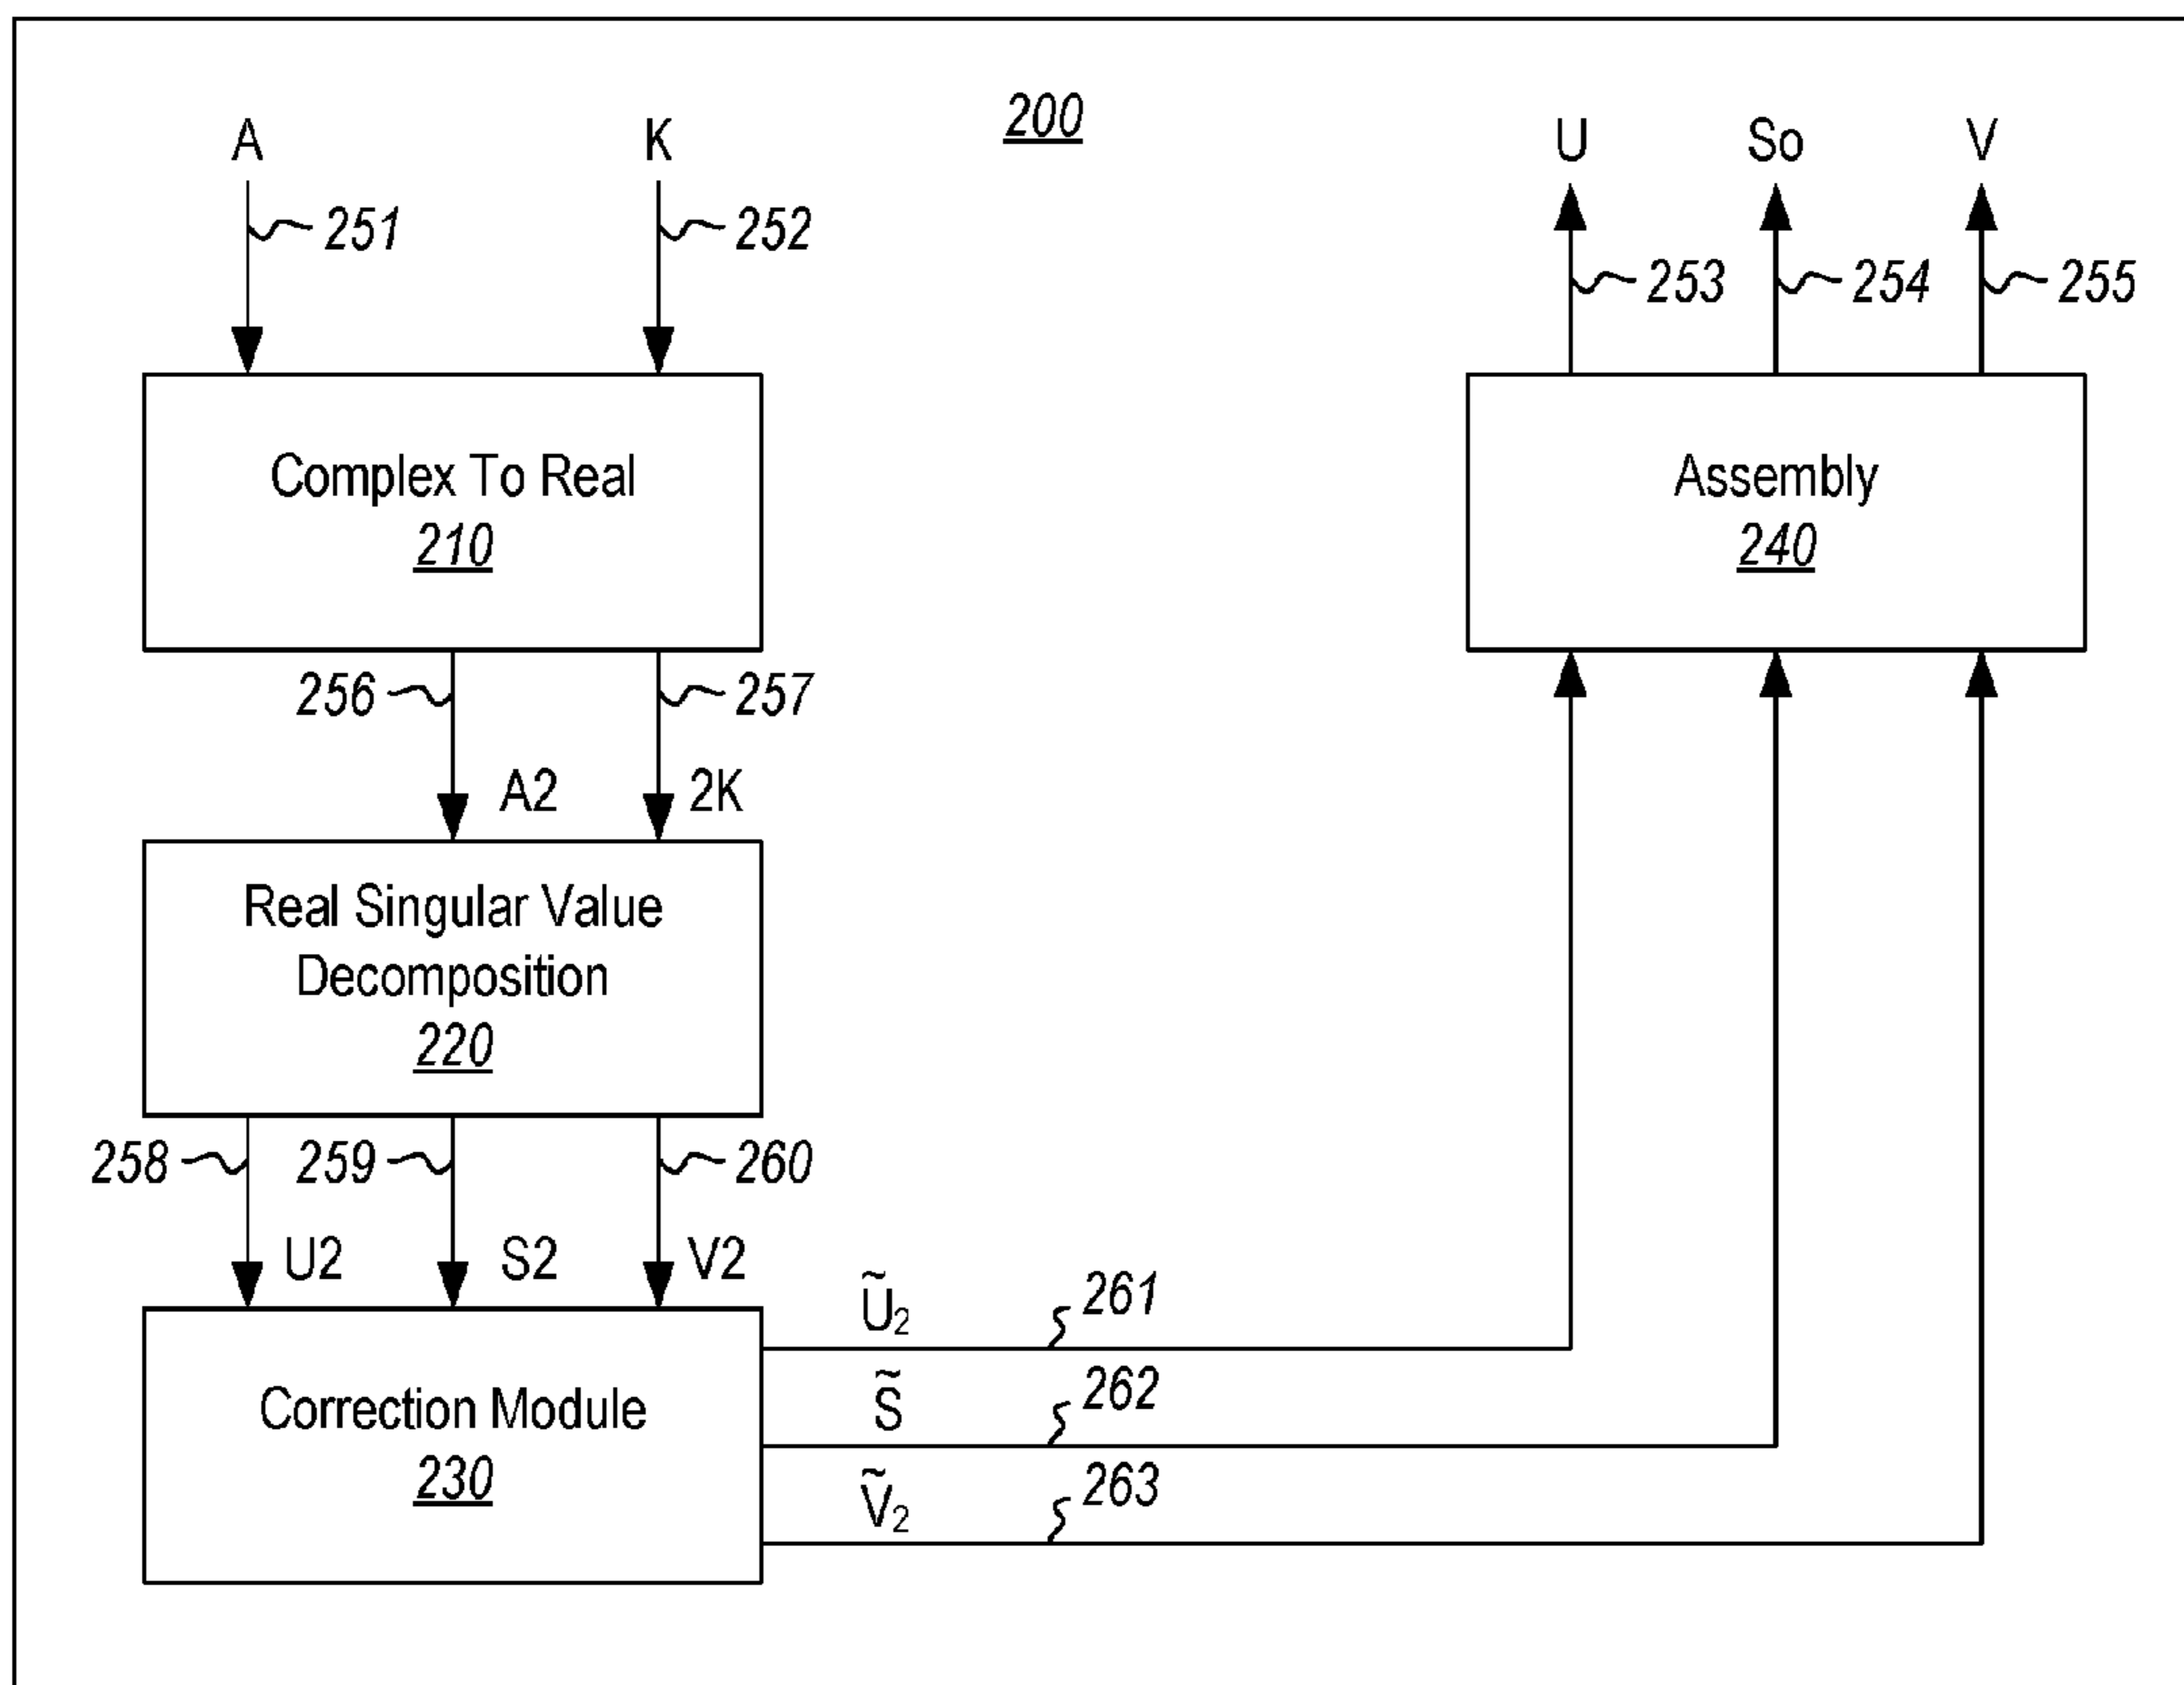 200
A K
251 252
Complex To Real
210
256 257
A2 2K
Real Singular Value
Decomposition
220
258 259 260
U2 S2 V2
Correction Module
230
Ũ₂ 261
S̃ 262
Ṽ₂ 263
U So V
253 254 255
Assembly
240